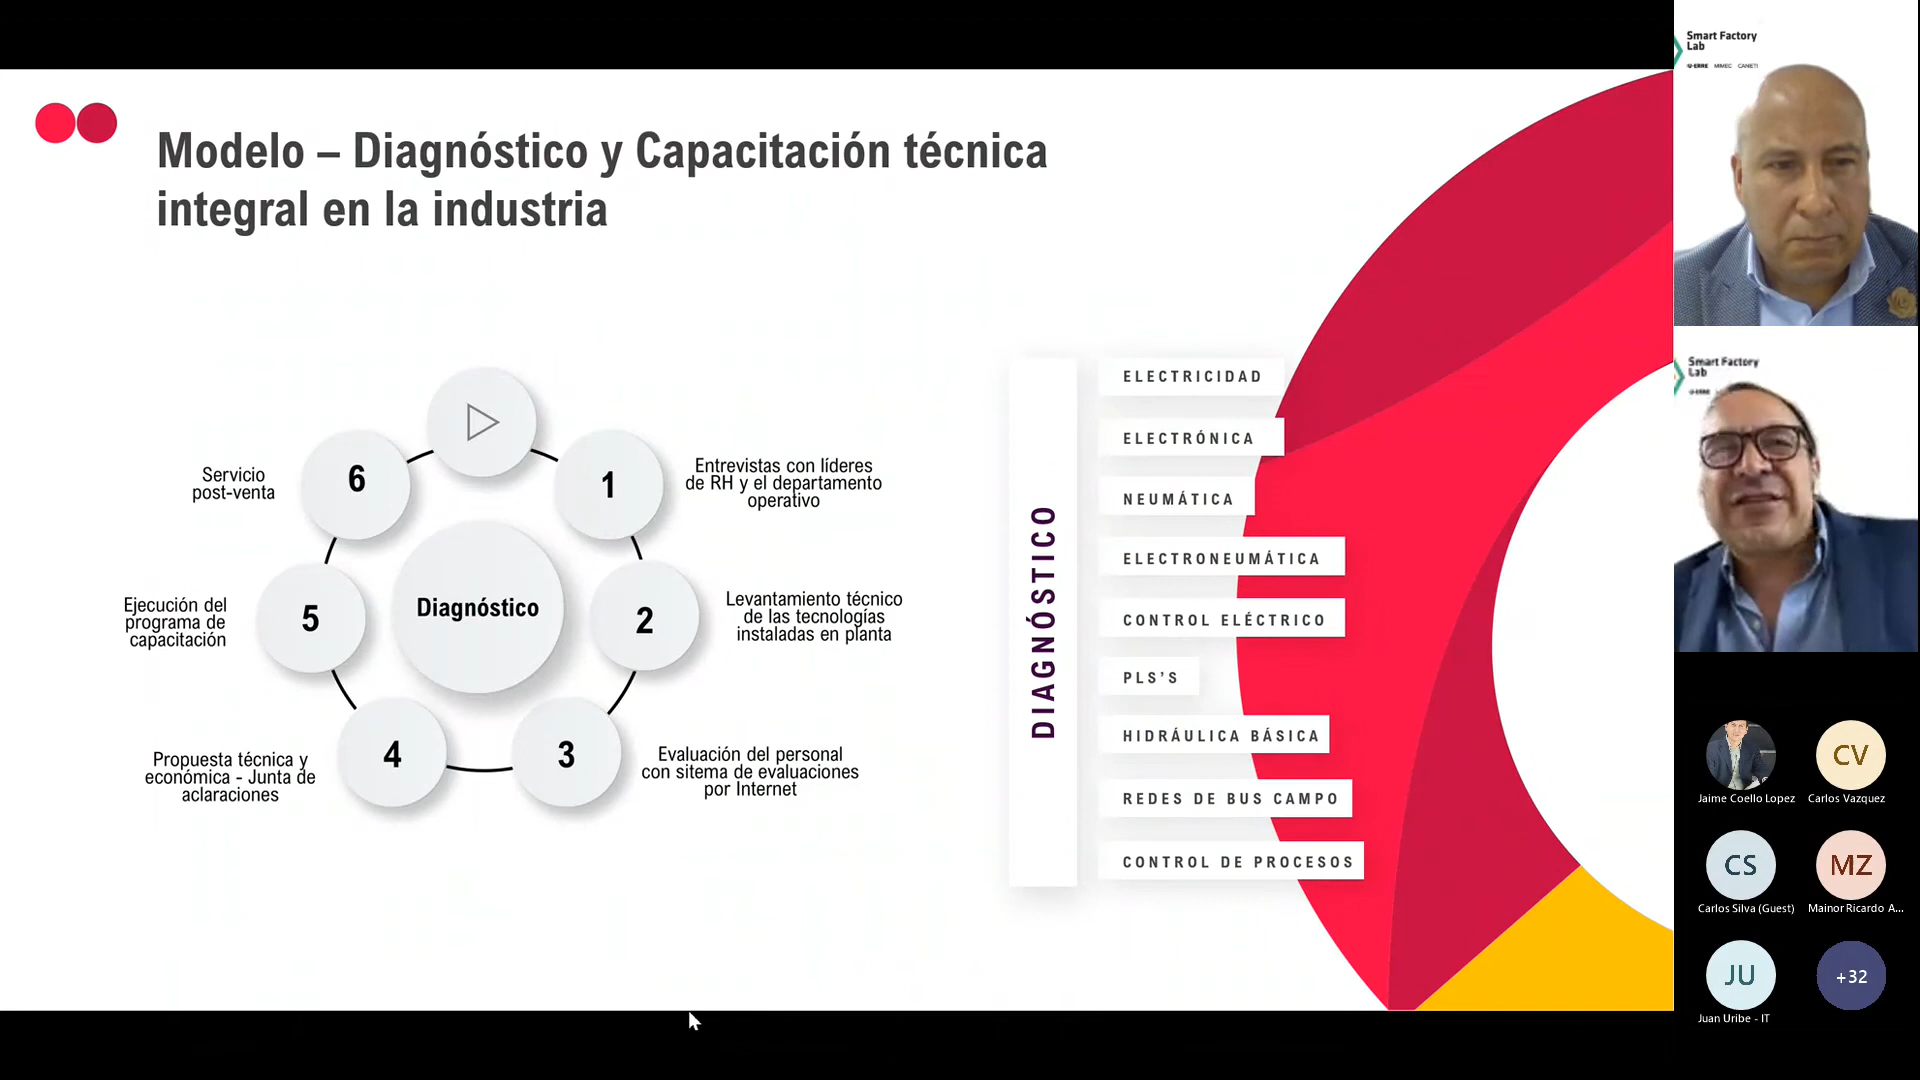 Modelo – Diagnóstico y Capacitación técnica
integral en la industria
Diagnóstico
1
Entrevistas con líderes
de RH y el departamento
operativo
2
Levantamiento técnico
de las tecnologías
instaladas en planta
3
Evaluación del personal
con sitema de evaluaciones
por Internet
4
Propuesta técnica y
económica - Junta de
aclaraciones
5
Ejecución del
programa de
capacitación
6
Servicio
post-venta
DIAGNÓSTICO
ELECTRICIDAD
ELECTRÓNICA
NEUMÁTICA
ELECTRONEUMÁTICA
CONTROL ELÉCTRICO
PLS'S
HIDRÁULICA BÁSICA
REDES DE BUS CAMPO
CONTROL DE PROCESOS
Smart Factory
Lab
U-ERRE MIMEC CANIETI
Smart Factory
Lab
U-ERRE
Jaime Coello Lopez
CV
Carlos Vazquez
CS
Carlos Silva (Guest)
MZ
Mainor Ricardo A...
JU
Juan Uribe - IT
+32